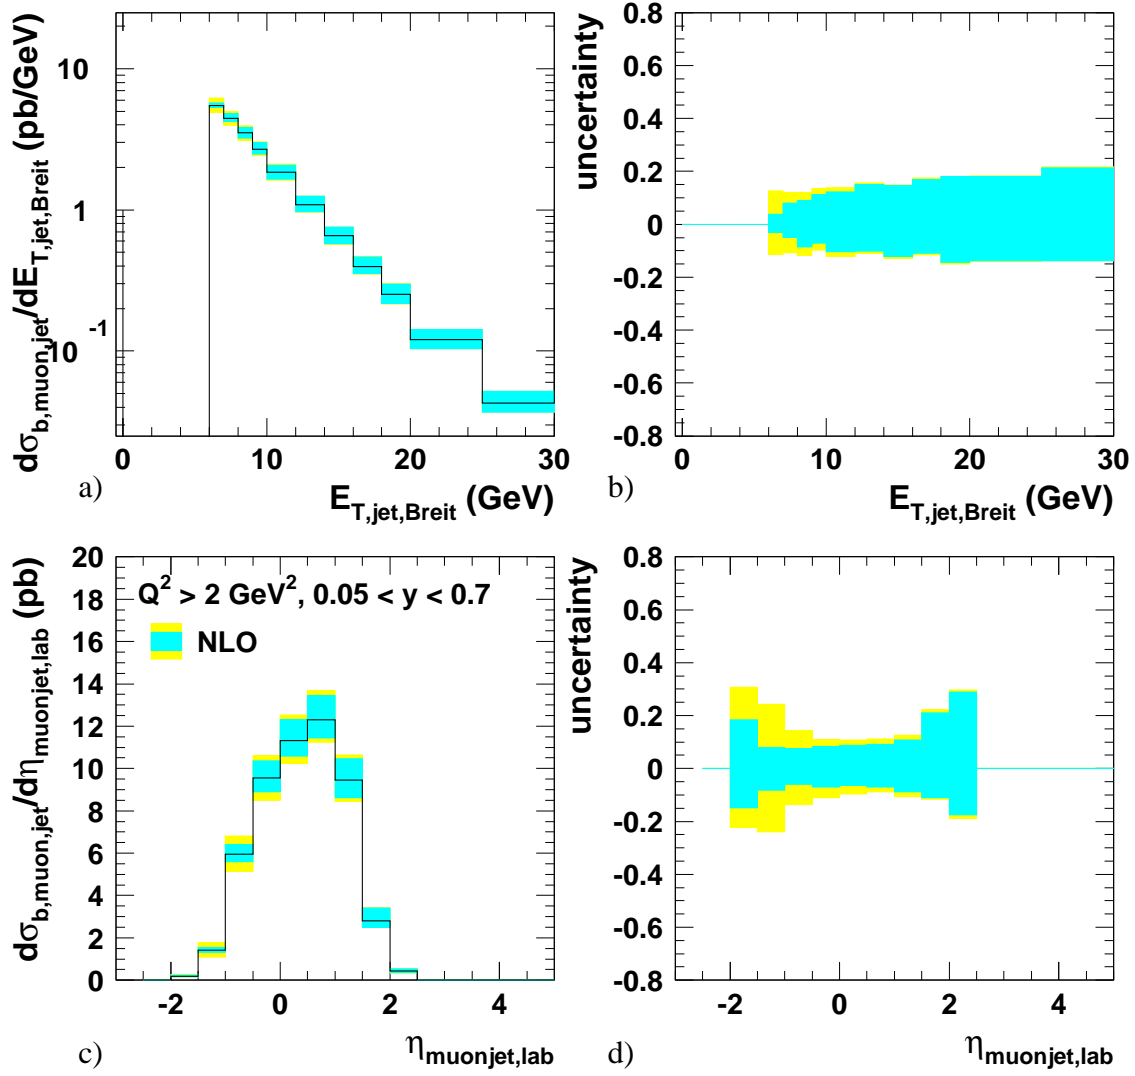 dσb,muon,jet/dET,jet,Breit (pb/GeV)
10
1
10-1
0 10 20 30
ET,jet,Breit (GeV)
a)
uncertainty
0.8
0.6
0.4
0.2
0
-0.2
-0.4
-0.6
-0.8
0 10 20 30
ET,jet,Breit (GeV)
b)
dσb,muon,jet/dηmuonjet,lab (pb)
20
18
16
14
12
10
8
6
4
2
0
Q2 > 2 GeV2, 0.05 < y < 0.7
NLO
-2 0 2 4
ηmuonjet,lab
c)
uncertainty
0.8
0.6
0.4
0.2
0
-0.2
-0.4
-0.6
-0.8
-2 0 2 4
ηmuonjet,lab
d)